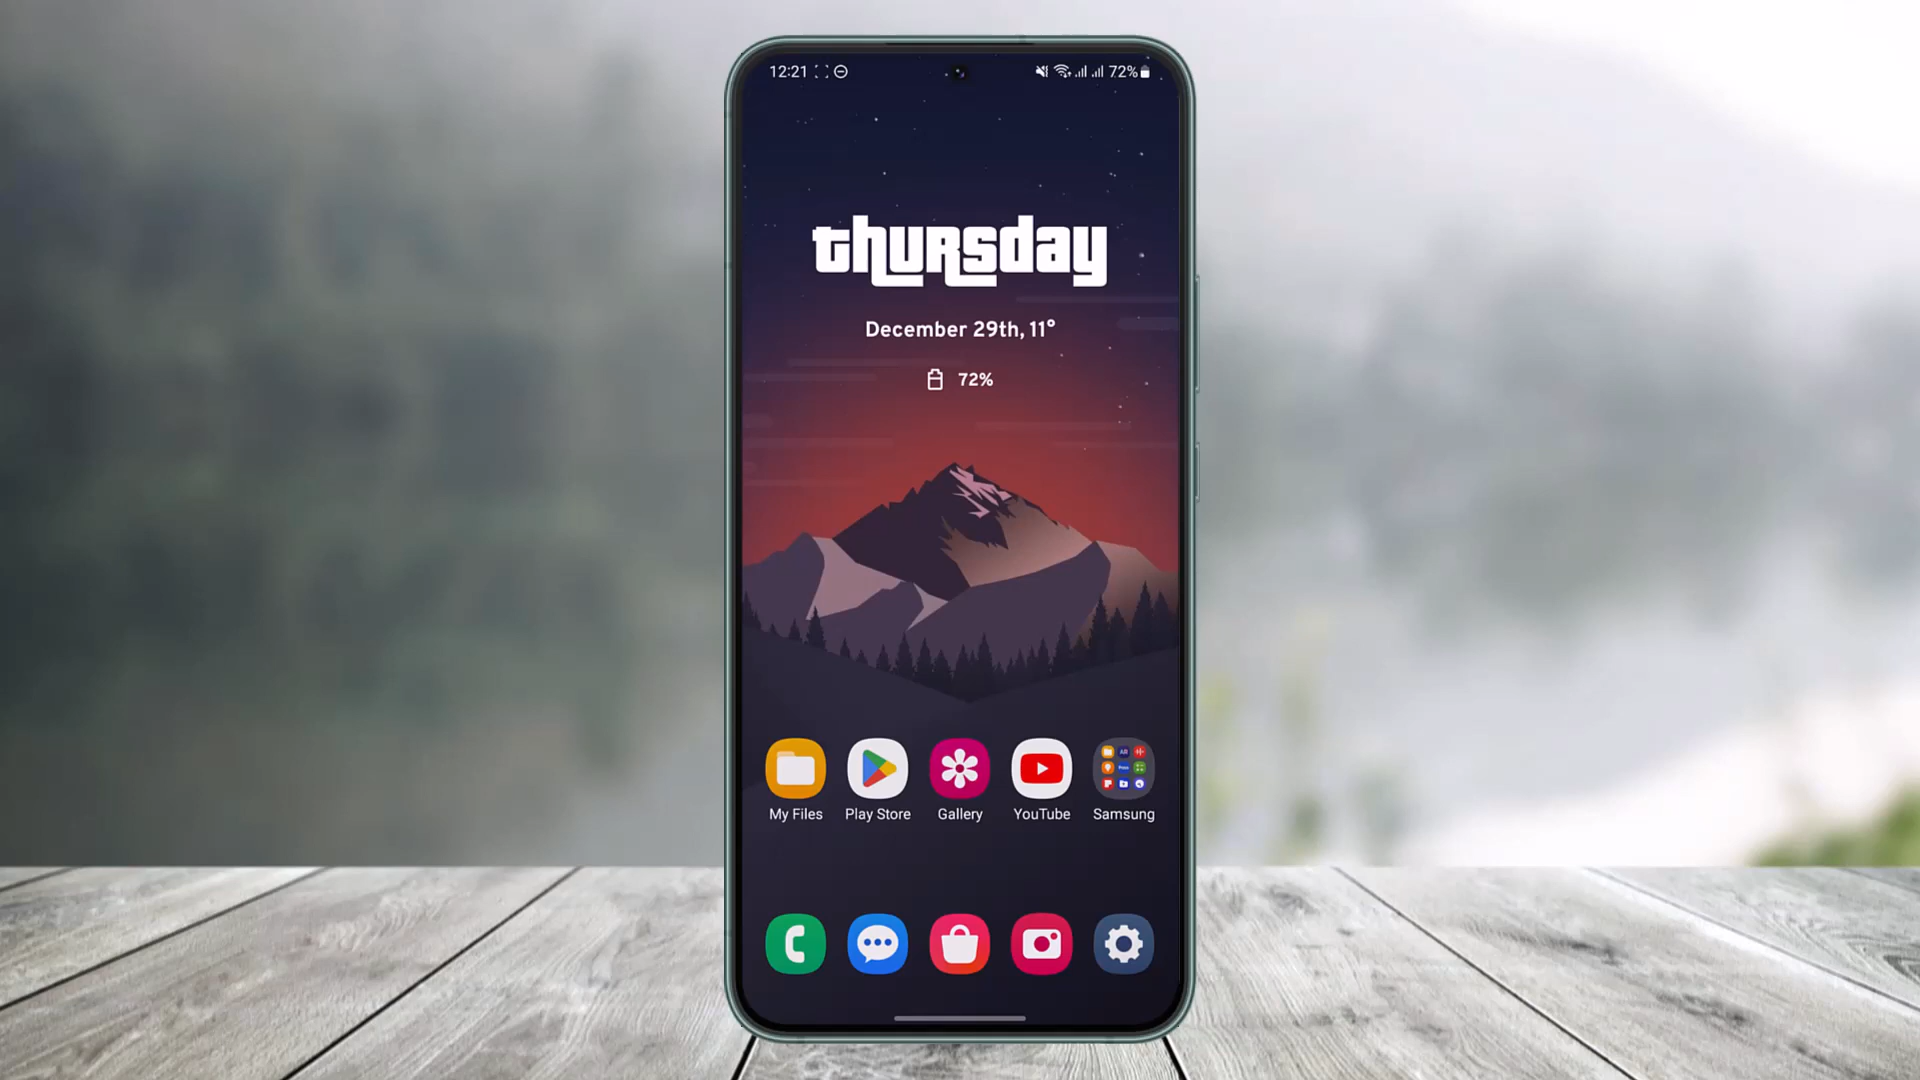 12:21 72%
thursday
December 29th, 11°
72%
My Files Play Store Gallery YouTube Samsung